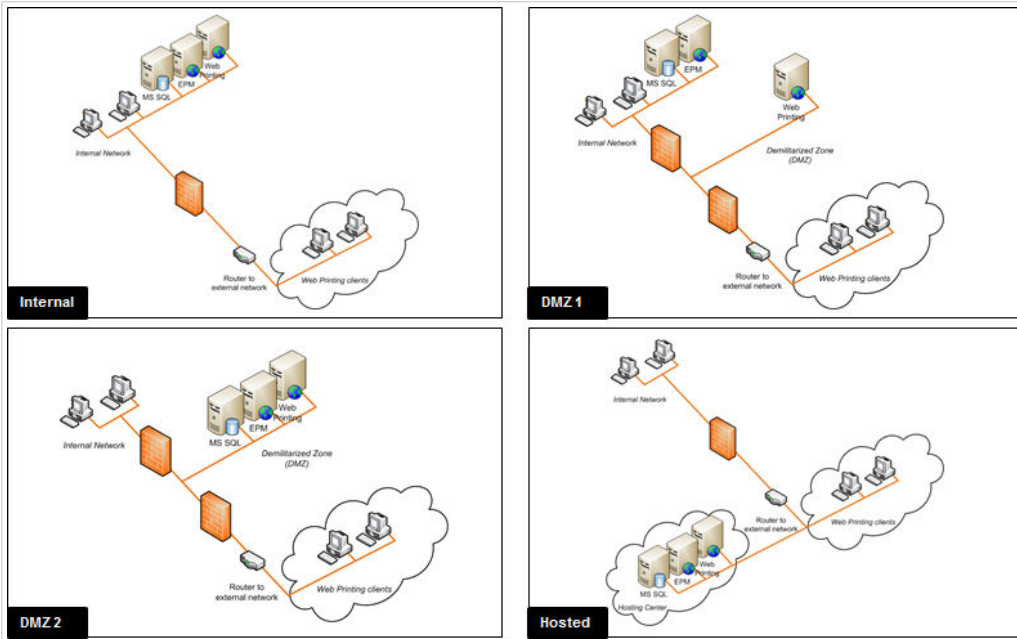 Web
Printing
EPM
MS SQL
Internal Network
Router to
external network
Web Printing clients
Internal
MS SQL
EPM
Web
Printing
Internal Network
Demilitarized Zone
(DMZ)
Router to
external network
Web Printing clients
DMZ 1
Web
Printing
EPM
MS SQL
Internal Network
Demilitarized Zone
(DMZ)
Router to
external network
Web Printing clients
DMZ 2
Internal Network
Router to
external network
Web Printing clients
Web
Printing
EPM
MS SQL
Hosting Center
Hosted